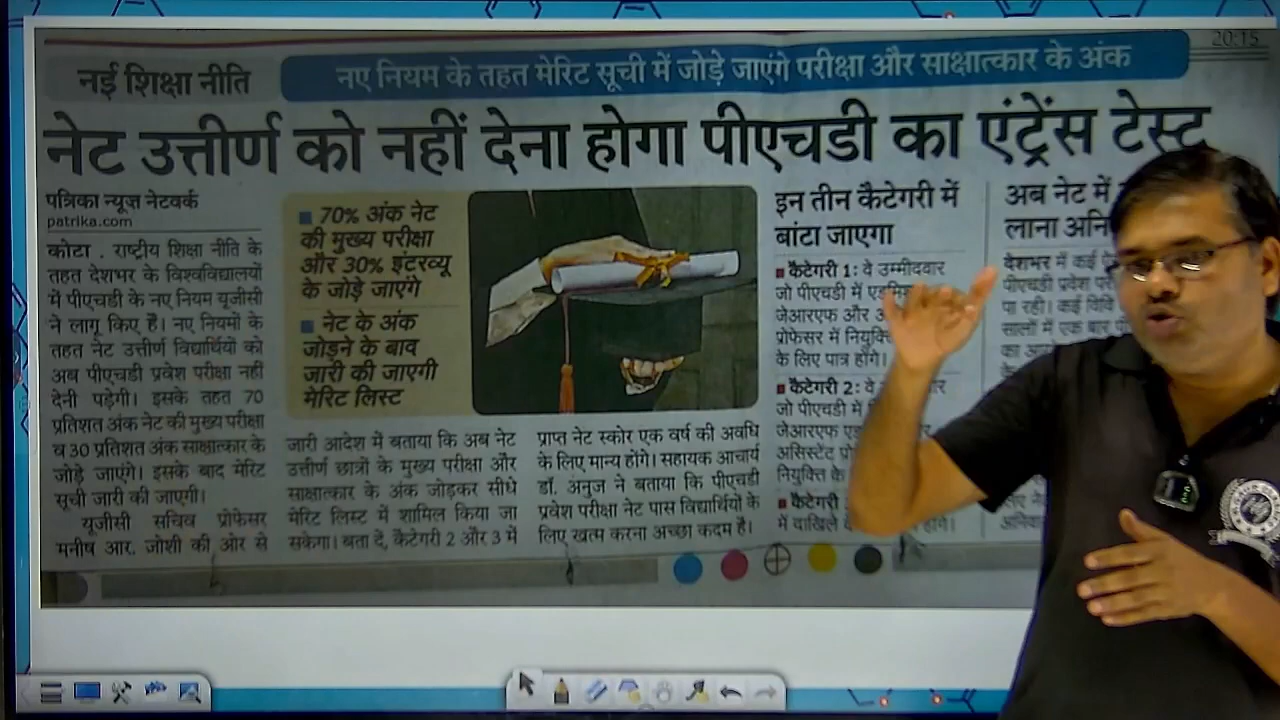 20:15
नई शिक्षा नीति
नए नियम के तहत मेरिट सूची में जोड़े जाएंगे परीक्षा और साक्षात्कार के अंक
नेट उत्तीर्ण को नहीं देना होगा पीएचडी का एंट्रेंस टेस्ट
पत्रिका न्यूज़ नेटवर्क
patrika.com
कोटा . राष्ट्रीय शिक्षा नीति के
तहत देशभर के विश्वविद्यालयों
में पीएचडी के नए नियम यूजीसी
ने लागू किए है। नए नियमों के
तहत नेट उत्तीर्ण विद्यार्थियों को
अब पीएचडी प्रवेश परीक्षा नहीं
देनी पड़ेगी। इसके तहत 70
प्रतिशत अंक नेट की मुख्य परीक्षा
व 30 प्रतिशत अंक साक्षात्कार के
जोड़े जाएंगे। इसके बाद मेरिट
सूची जारी की जाएगी।
यूजीसी सचिव प्रोफेसर
मनीष आर. जोशी की ओर से
70% अंक नेट
की मुख्य परीक्षा
और 30% इंटरव्यू
के जोड़े जाएंगे
नेट के अंक
जोड़ने के बाद
जारी की जाएगी
मेरिट लिस्ट
जारी आदेश में बताया कि अब नेट
उत्तीर्ण छात्रों के मुख्य परीक्षा और
साक्षात्कार के अंक जोड़कर सीधे
मेरिट लिस्ट में शामिल किया जा
सकेगा। बता दे, कैटेगरी 2 और 3 में
प्राप्त नेट स्कोर एक वर्ष की अवधि
के लिए मान्य होंगे। सहायक आचार्य
डॉ. अनुज ने बताया कि पीएचडी
प्रवेश परीक्षा नेट पास विद्यार्थियों के
लिए खत्म करना अच्छा कदम है।
इन तीन कैटेगरी में
बांटा जाएगा
कैटेगरी 1: वे उम्मीदवार
जो पीएचडी में
जेआरएफ और
प्रोफेसर में
के लिए पात्र होंगे।
कैटेगरी 2: वे
जो पीएचडी में
जेआरएफ
असिस्टेंट
नियुक्ति के
कैटेगरी
में दाखिले
होंगे।
अब नेट में
लाना
देशभर में कई
पीएचडी प्रवेश
पा रही। कई
सालों में एक बार